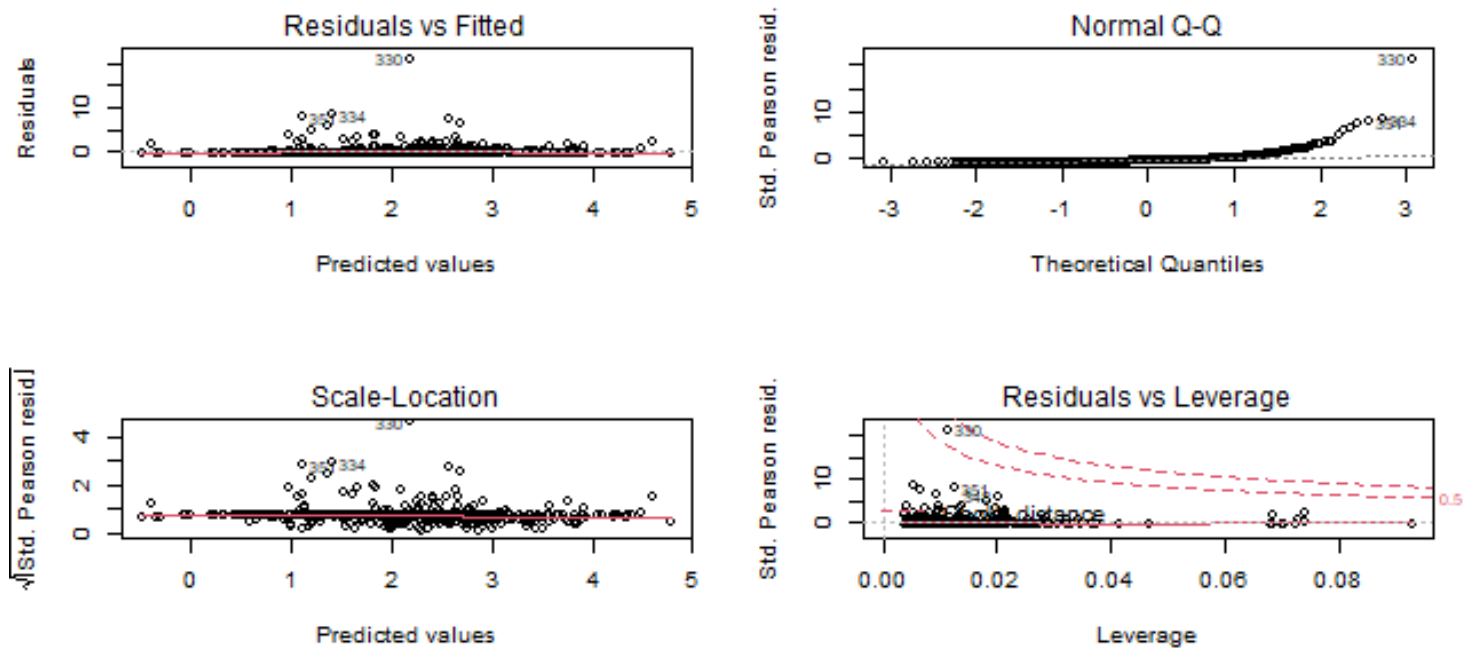 Residuals vs Fitted
Residuals
0 10
330
334
0 1 2 3 4 5
Predicted values
Normal Q-Q
Std. Pearson resid.
0 10
330
-3 -2 -1 0 1 2 3
Theoretical Quantiles
Scale-Location
√Std. Pearson resid.
0 2 4
330
334
0 1 2 3 4 5
Predicted values
Residuals vs Leverage
Std. Pearson resid.
0 10
330
351
distance
0.5
0.00 0.02 0.04 0.06 0.08
Leverage